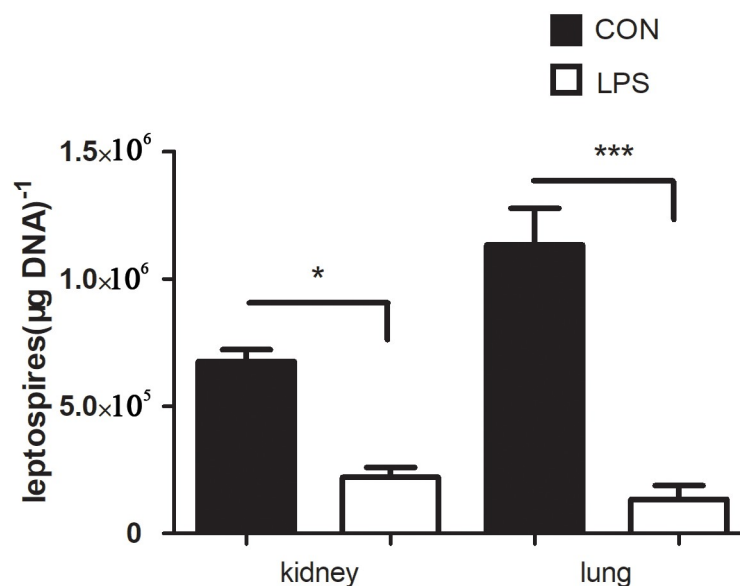 CON
LPS
leptospires(μg DNA)⁻¹
1.5×10⁶
***
1.0×10⁶
*
5.0×10⁵
0
kidney lung